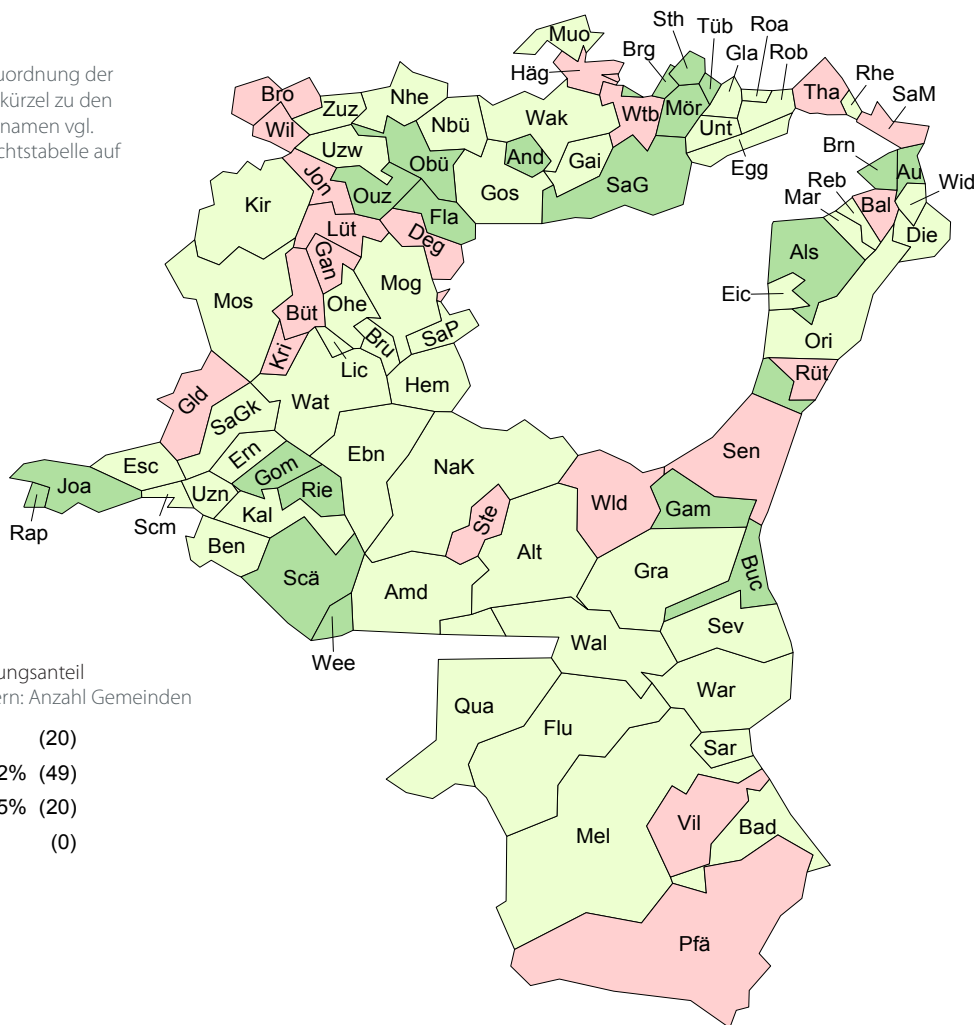 uordnung der
kürzel zu den
namen vgl.
chtstabelle auf
Muo
Sth
Tüb
Roa
Brg
Gla
Rob
Häg
Bro
Nhe
Tha
Rhe
SaM
Zuz
Wil
Nbü
Wak
Wtb
Mör
Unt
Egg
Uzw
Obü
And
Gai
Brn
Au
Wid
Jon
Ouz
Gos
SaG
Reb
Mar
Bal
Kir
Fla
Die
Lüt
Deg
Als
Gan
Mog
Eic
Mos
Ohe
Büt
Bru
SaP
Ori
Kri
Lic
Hem
Rüt
Gld
SaGk
Wat
Ern
Ebn
NaK
Sen
Esc
Gom
Joa
Uzn
Rie
Ste
Wld
Gam
Rap
Scm
Kal
Ben
Alt
Scä
Amd
Gra
Buc
Wee
Wal
Sev
ungsanteil
ern: Anzahl Gemeinden
War
Qua
Flu
(20)
Sar
2% (49)
5% (20)
Vil
Bad
(0)
Mel
Pfä